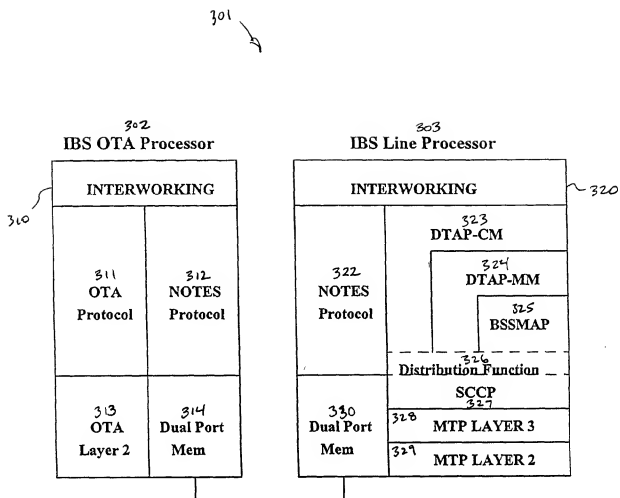 301
302
IBS OTA Processor
303
IBS Line Processor
INTERWORKING
310
INTERWORKING
320
311
OTA
Protocol
312
NOTES
Protocol
322
NOTES
Protocol
323
DTAP-CM
324
DTAP-MM
325
BSSMAP
326
Distribution Function
SCCP
327
313
OTA
Layer 2
314
Dual Port
Mem
330
Dual Port
Mem
328
MTP LAYER 3
329
MTP LAYER 2